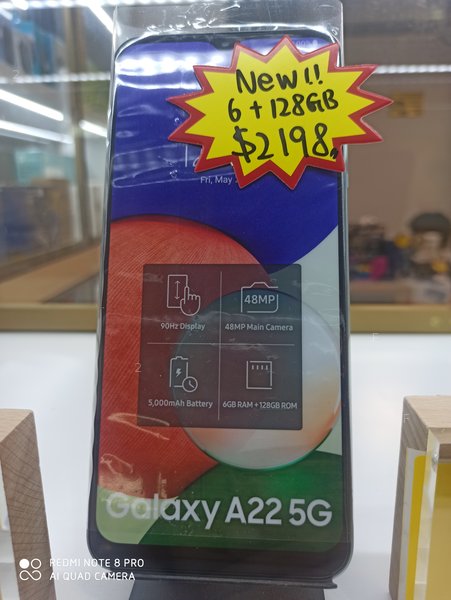 New!!
6+128GB
$2198.
Fri, May
90Hz Display
48MP
48MP Main Camera
5,000mAh Battery
6GB RAM + 128GB ROM
Galaxy A22 5G
REDMI NOTE 8 PRO
AI QUAD CAMERA